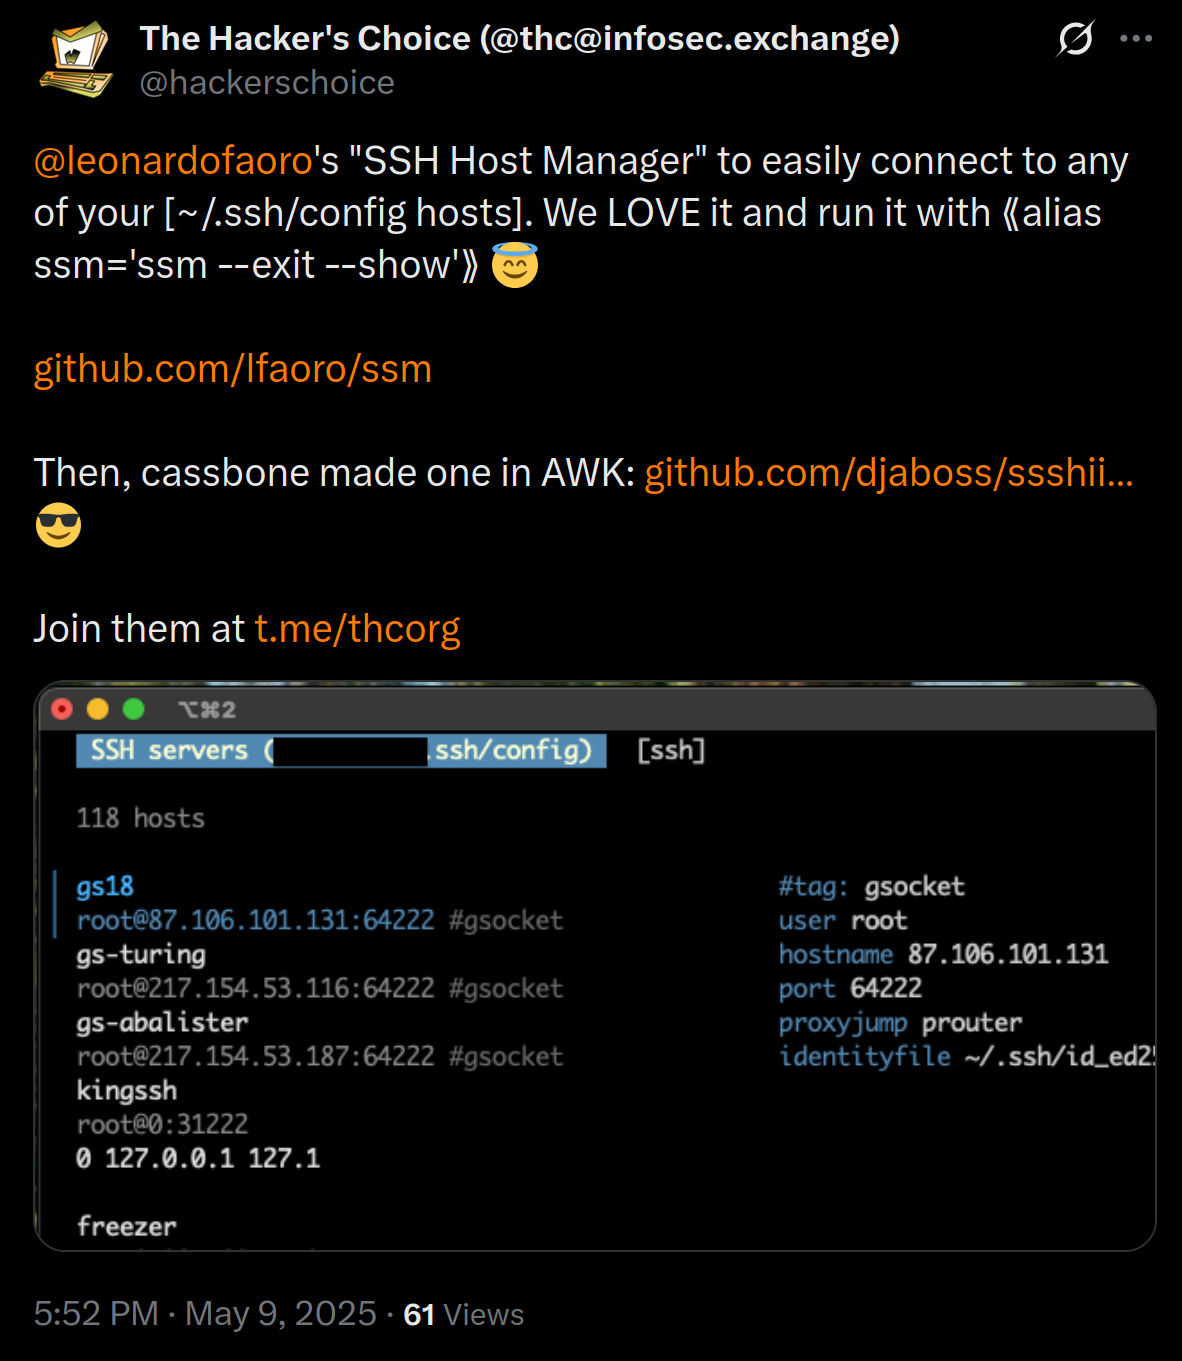 The Hacker's Choice (@thc@infosec.exchange)
@hackerschoice
@leonardofaoro's "SSH Host Manager" to easily connect to any
of your [~/.ssh/config hosts]. We LOVE it and run it with ⟪alias
ssm='ssm --exit --show'⟫ 😇
github.com/lfaoro/ssm
Then, cassbone made one in AWK: github.com/djaboss/ssshii…
😎
Join them at t.me/thcorg
⌥⌘2
SSH servers ( .ssh/config) [ssh]
118 hosts
gs18
root@87.106.101.131:64222 #gsocket
gs-turing
root@217.154.53.116:64222 #gsocket
gs-abalister
root@217.154.53.187:64222 #gsocket
kingssh
root@0:31222
0 127.0.0.1 127.1
freezer
#tag: gsocket
user root
hostname 87.106.101.131
port 64222
proxyjump prouter
identityfile ~/.ssh/id_ed25
5:52 PM · May 9, 2025 · 61 Views